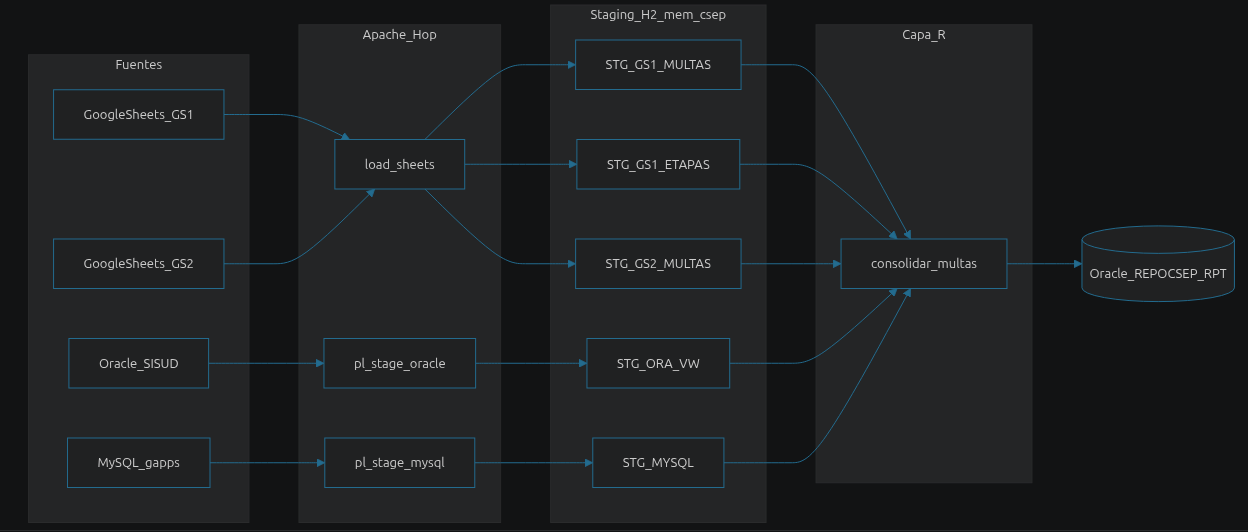 Fuentes
GoogleSheets_GS1
GoogleSheets_GS2
Oracle_SISUD
MySQL_gapps
Apache_Hop
load_sheets
pl_stage_oracle
pl_stage_mysql
Staging_H2_mem_csep
STG_GS1_MULTAS
STG_GS1_ETAPAS
STG_GS2_MULTAS
STG_ORA_VW
STG_MYSQL
Capa_R
consolidar_multas
Oracle_REPOCSEP_RPT